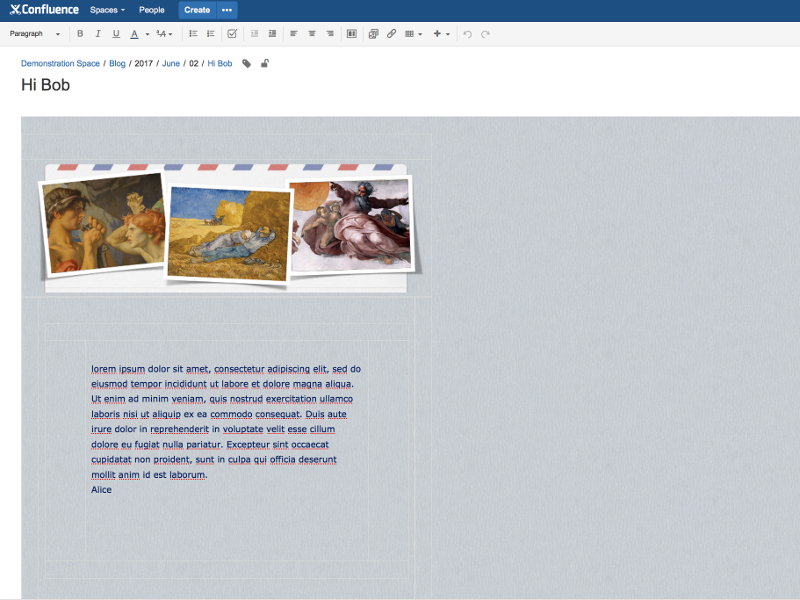 Confluence Spaces People Create
Paragraph B I U A
Demonstration Space / Blog / 2017 / June / 02 / Hi Bob
Hi Bob
lorem ipsum dolor sit amet, consectetur adipiscing elit, sed do
eiusmod tempor incididunt ut labore et dolore magna aliqua.
Ut enim ad minim veniam, quis nostrud exercitation ullamco
laboris nisi ut aliquip ex ea commodo consequat. Duis aute
irure dolor in reprehenderit in voluptate velit esse cillum
dolore eu fugiat nulla pariatur. Excepteur sint occaecat
cupidatat non proident, sunt in culpa qui officia deserunt
mollit anim id est laborum.
Alice